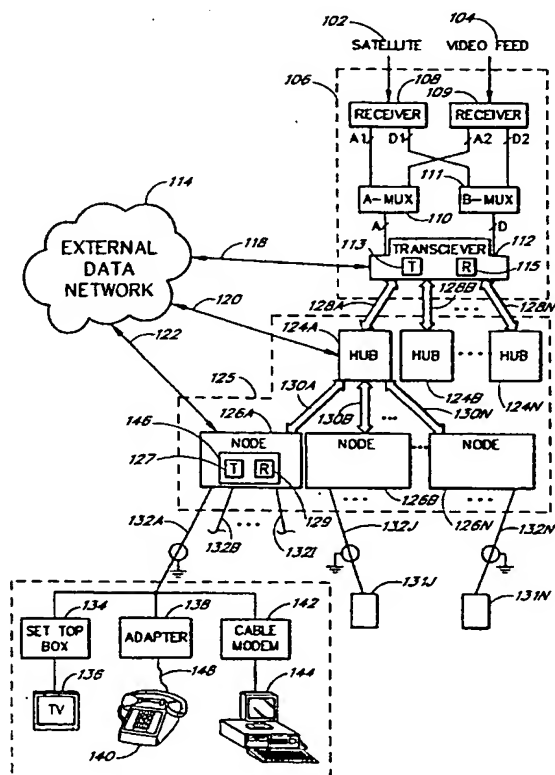 102
104
SATELLITE VIDEO FEED
106
108
109
RECEIVER RECEIVER
A1 D1 A2 D2
111
A-MUX B-MUX
110
A D
114
EXTERNAL DATA NETWORK
118
113
TRANSCIEVER
112
T R
115
120
122
124A
128A
128B
...
128N
HUB HUB HUB
124B
124N
125
130A
130B
...
130N
126A
146
NODE NODE NODE
127
T R
129
126B
126N
132A
132B
...
132I
...
132J
...
132N
131J
131N
134
138
142
SET TOP BOX
ADAPTER
CABLE MODEM
136
148
144
TV
140